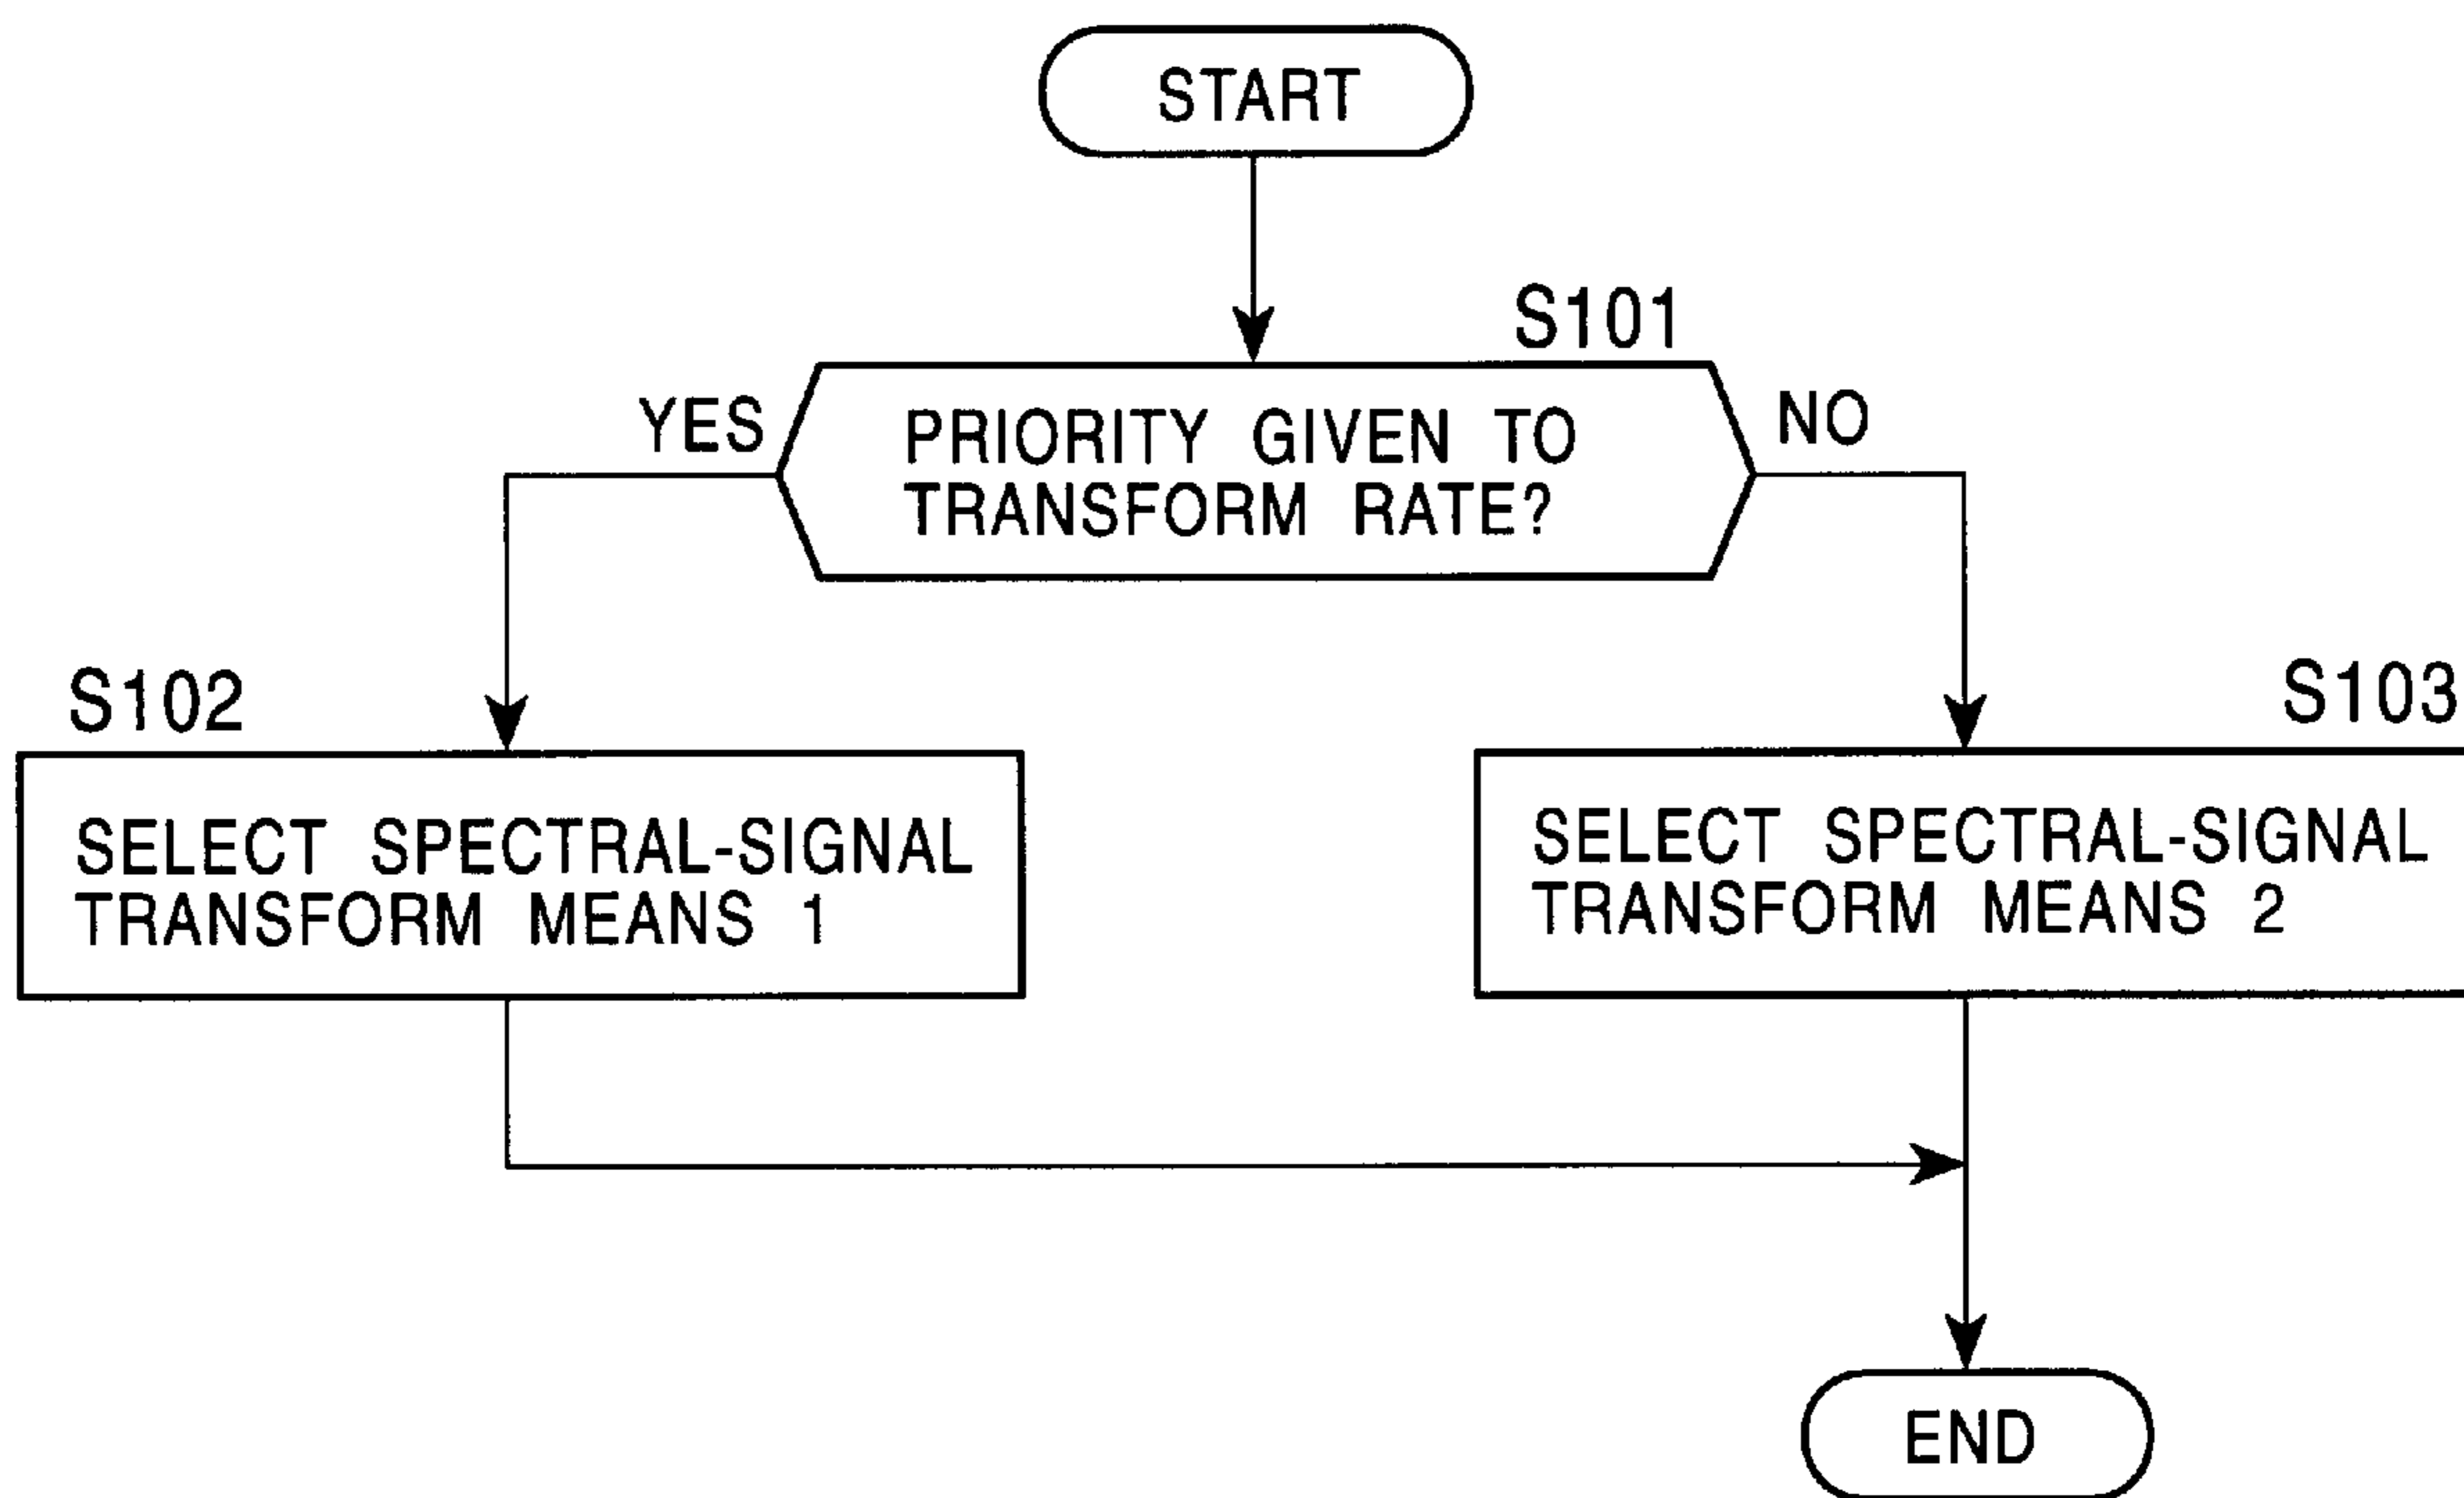 START
S101
YES
PRIORITY GIVEN TO
TRANSFORM RATE?
NO
S102
SELECT SPECTRAL-SIGNAL
TRANSFORM MEANS 1
S103
SELECT SPECTRAL-SIGNAL
TRANSFORM MEANS 2
END